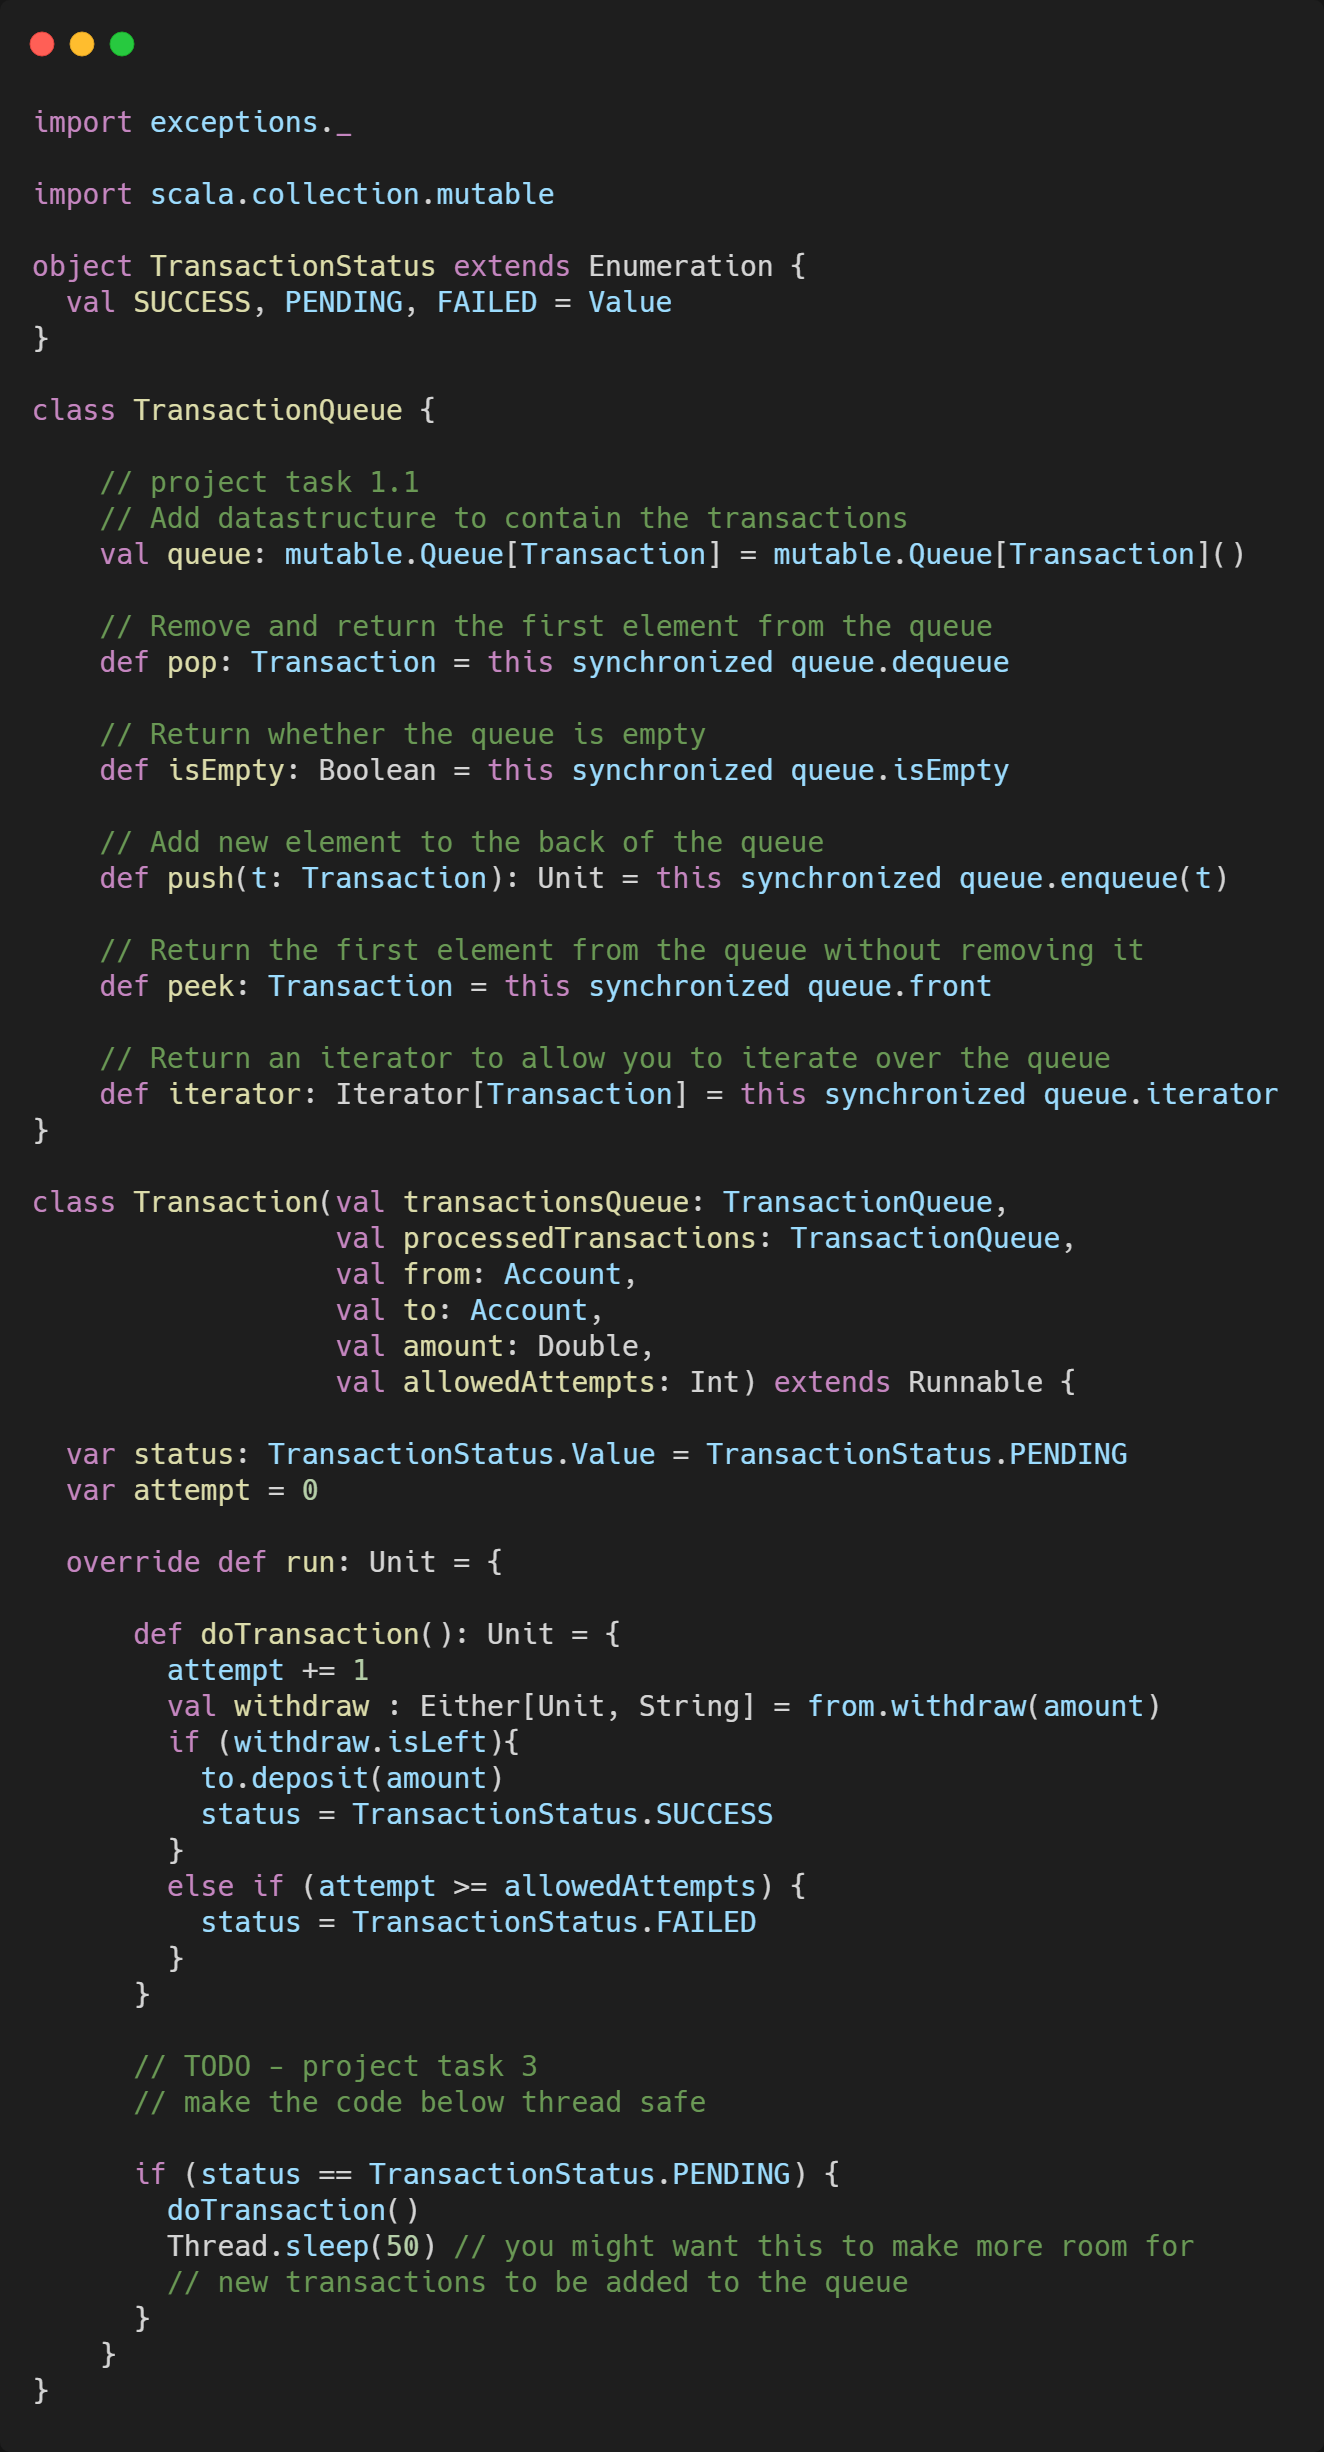 import exceptions._

import scala.collection.mutable

object TransactionStatus extends Enumeration {
  val SUCCESS, PENDING, FAILED = Value
}

class TransactionQueue {

    // project task 1.1
    // Add datastructure to contain the transactions
    val queue: mutable.Queue[Transaction] = mutable.Queue[Transaction]()

    // Remove and return the first element from the queue
    def pop: Transaction = this synchronized queue.dequeue

    // Return whether the queue is empty
    def isEmpty: Boolean = this synchronized queue.isEmpty

    // Add new element to the back of the queue
    def push(t: Transaction): Unit = this synchronized queue.enqueue(t)

    // Return the first element from the queue without removing it
    def peek: Transaction = this synchronized queue.front

    // Return an iterator to allow you to iterate over the queue
    def iterator: Iterator[Transaction] = this synchronized queue.iterator
}

class Transaction(val transactionsQueue: TransactionQueue,
                  val processedTransactions: TransactionQueue,
                  val from: Account,
                  val to: Account,
                  val amount: Double,
                  val allowedAttempts: Int) extends Runnable {

  var status: TransactionStatus.Value = TransactionStatus.PENDING
  var attempt = 0

  override def run: Unit = {

      def doTransaction(): Unit = {
        attempt += 1
        val withdraw : Either[Unit, String] = from.withdraw(amount)
        if (withdraw.isLeft){
          to.deposit(amount)
          status = TransactionStatus.SUCCESS
        }
        else if (attempt >= allowedAttempts) {
          status = TransactionStatus.FAILED
        }
      }

      // TODO - project task 3
      // make the code below thread safe

      if (status == TransactionStatus.PENDING) {
        doTransaction()
        Thread.sleep(50) // you might want this to make more room for
        // new transactions to be added to the queue
      }
    }
}